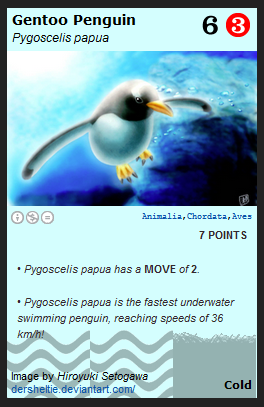 Gentoo Penguin
6 3
Pygoscelis papua
Animalia,Chordata,Aves
7 POINTS
• Pygoscelis papua has a MOVE of 2.
• Pygoscelis papua is the fastest underwater
swimming penguin, reaching speeds of 36
km/h!
Image by Hiroyuki Setogawa
dersheltie.deviantart.com/
Cold